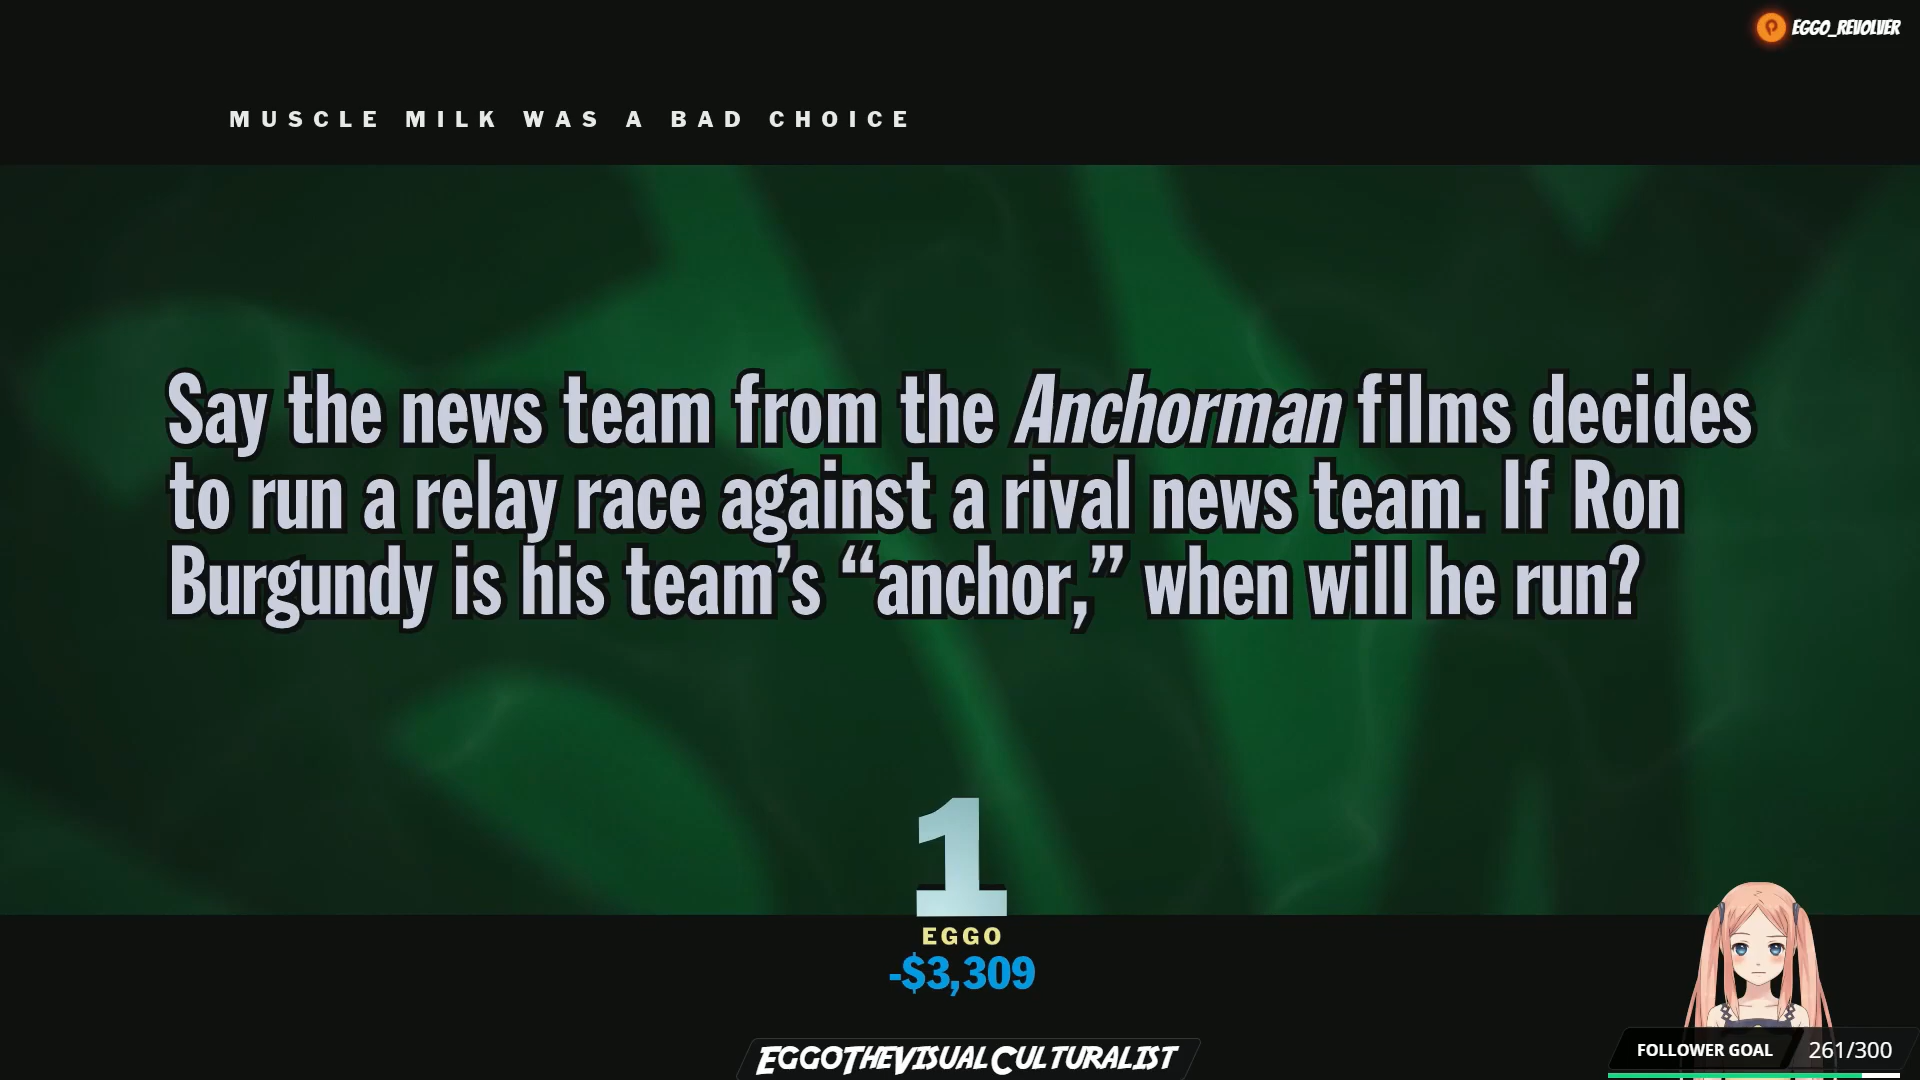 EGGO_REVOLVER
MUSCLE MILK WAS A BAD CHOICE
Say the news team from the Anchorman films decides
to run a relay race against a rival news team. If Ron
Burgundy is his team’s “anchor,” when will he run?
1
EGGO
-$3,309
EGGOTHEVISUALCULTURALIST
FOLLOWER GOAL 261/300